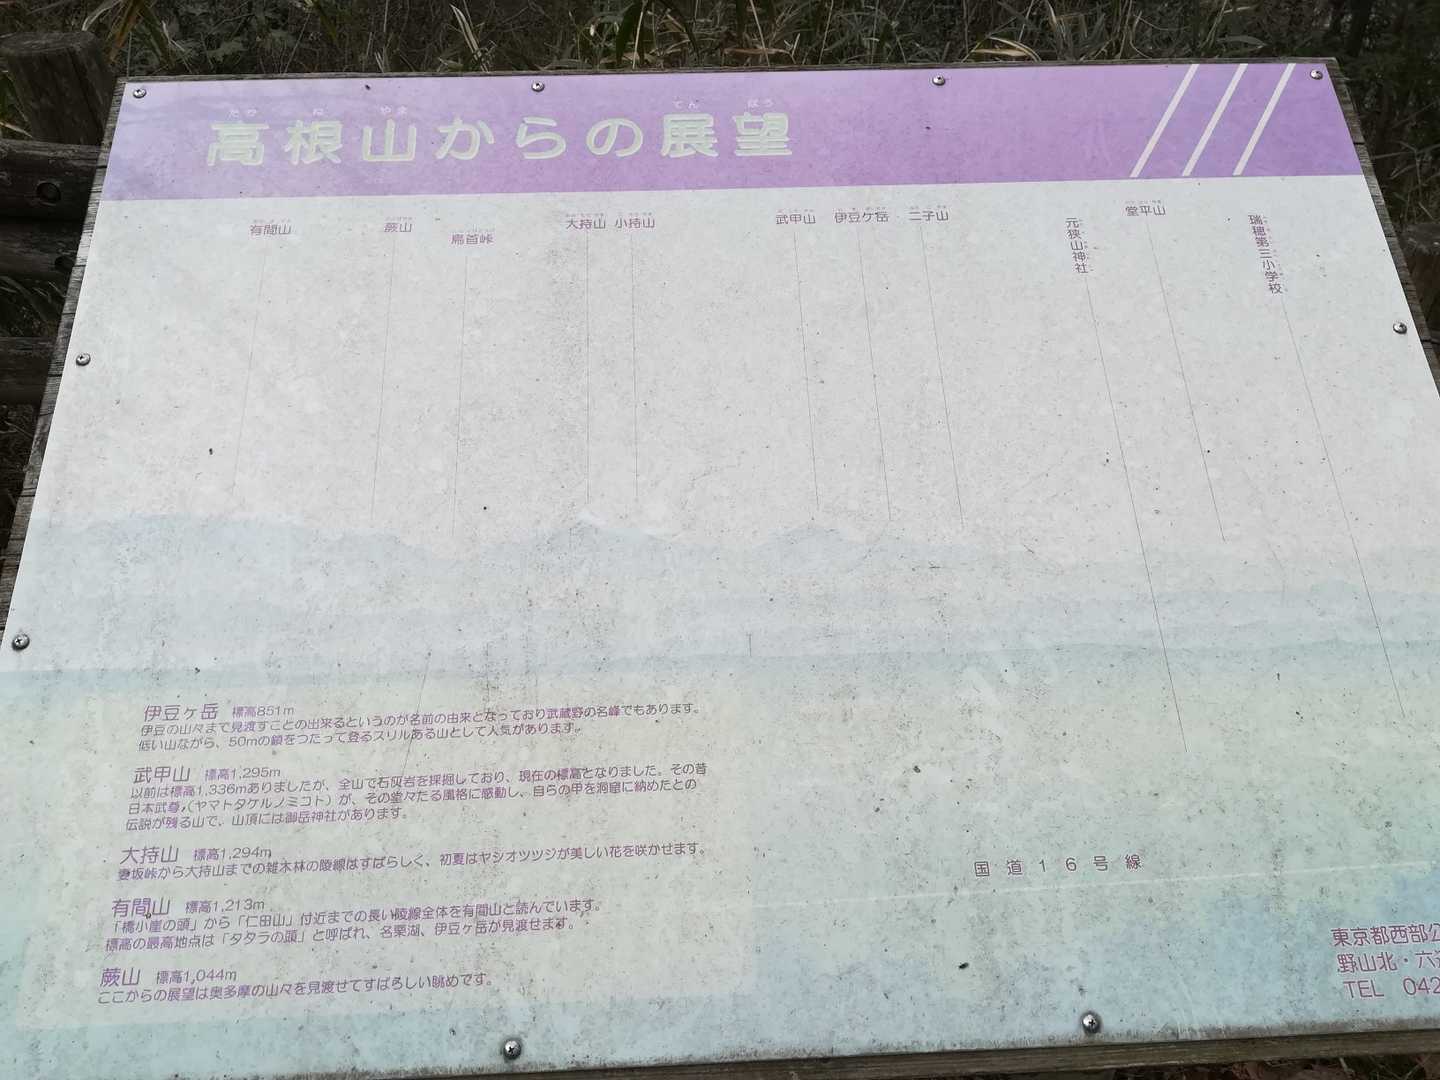 高根山からの展望
有間山
蕨山
鳥首峠
大持山
小持山
武甲山
伊豆ケ岳
二子山
元狭山神社
堂平山
瑞穂第三小学校
伊豆ヶ岳 標高851m
伊豆の山々まで見渡すことの出来るというのが名前の由来となっており武蔵野の名峰でもあります。
低い山ながら、50mの鎖をつたって登るスリルある山として人気があります。
武甲山 標高1,295m
以前は標高1,336mありましたが、全山で石灰岩を採掘しており、現在の標高となりました。その昔
日本武尊(ヤマトタケルノミコト)が、その堂々たる風格に感動し、自らの甲を洞窟に納めたとの
伝説が残る山で、山頂には御岳神社があります。
大持山 標高1,294m
妻坂峠から大持山までの雑木林の陵線はすばらしく、初夏はヤシオツツジが美しい花を咲かせます。
有間山 標高1,213m
「橋小崖の頭」から「仁田山」付近までの長い陵線全体を有間山と読んでいます。
標高の最高地点は「タタラの頭」と呼ばれ、名栗湖、伊豆ヶ岳が見渡せます。
蕨山 標高1,044m
ここからの展望は奥多摩の山々を見渡せてすばらしい眺めです。
国道16号線
東京都西部公
野山北・六道
TEL 042